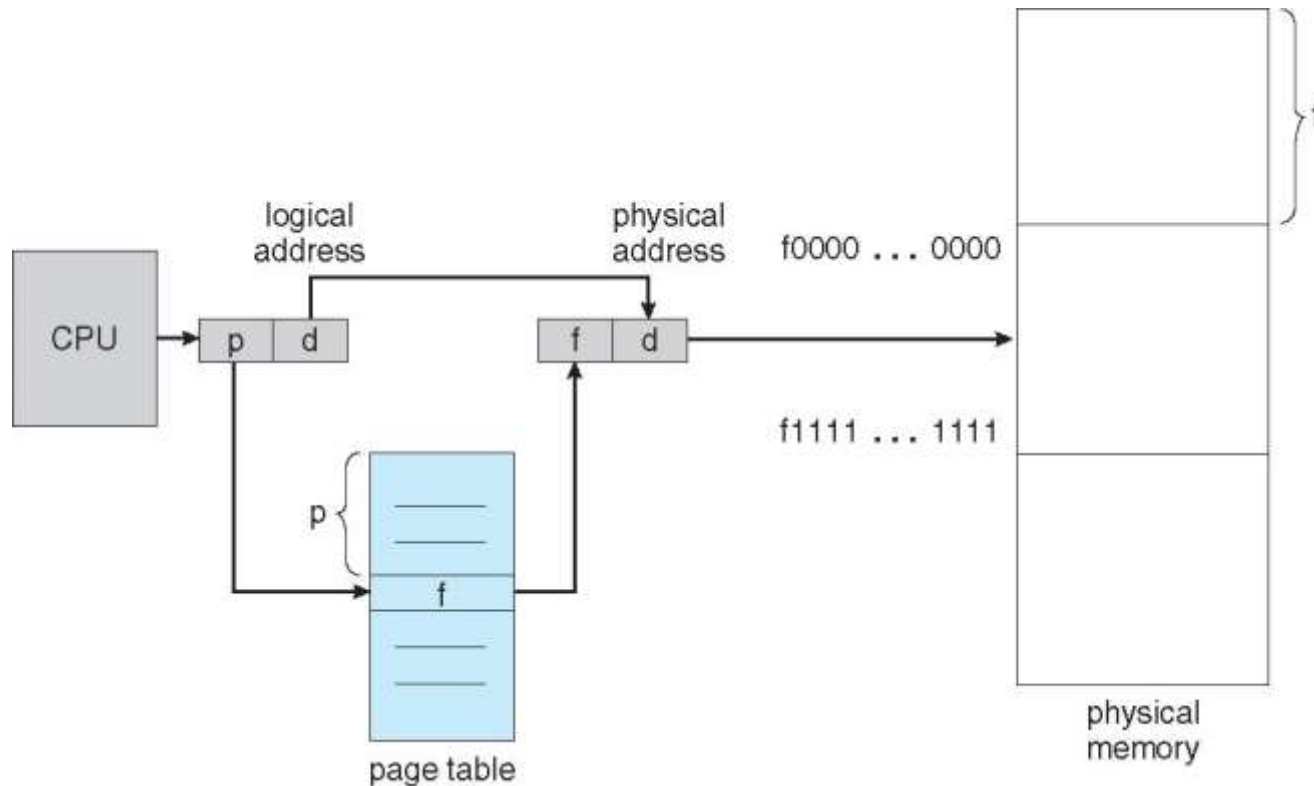 logical
address
physical
address
f0000 ... 0000
CPU
p
d
f
d
f1111 ... 1111
p
f
physical
memory
page table